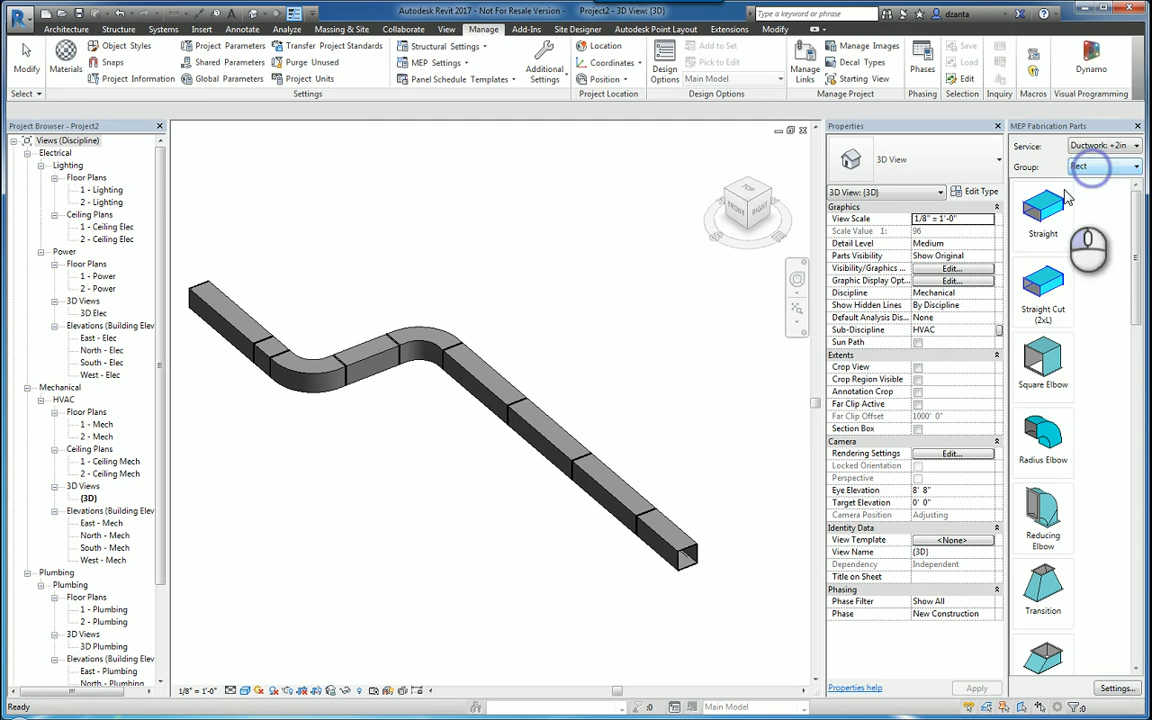 Autodesk Revit 2017 - Not For Resale Version - Project2 - 3D View: {3D}
Type a keyword or phrase
dzanta
Architecture Structure Systems Insert Annotate Analyze Massing & Site Collaborate View Manage Add-Ins Site Designer Autodesk Point Layout Extensions Modify
Modify
Select
Materials
Object Styles
Snaps
Project Information
Project Parameters
Shared Parameters
Global Parameters
Transfer Project Standards
Purge Unused
Project Units
Settings
Structural Settings
MEP Settings
Panel Schedule Templates
Additional Settings
Location
Coordinates
Position
Project Location
Design Options
Add to Set
Pick to Edit
Main Model
Design Options
Manage Links
Manage Images
Decal Types
Starting View
Manage Project
Phases
Phasing
Save
Load
Edit
Selection
Inquiry
Macros
Dynamo
Visual Programming
Project Browser - Project2
Views (Discipline)
Electrical
Lighting
Floor Plans
1 - Lighting
2 - Lighting
Ceiling Plans
1 - Ceiling Elec
2 - Ceiling Elec
Power
Floor Plans
1 - Power
2 - Power
3D Views
3D Elec
Elevations (Building Elev
East - Elec
North - Elec
South - Elec
West - Elec
Mechanical
HVAC
Floor Plans
1 - Mech
2 - Mech
Ceiling Plans
1 - Ceiling Mech
2 - Ceiling Mech
3D Views
{3D}
Elevations (Building Elev
East - Mech
North - Mech
South - Mech
West - Mech
Plumbing
Plumbing
Floor Plans
1 - Plumbing
2 - Plumbing
3D Views
3D Plumbing
Elevations (Building Elev
East - Plumbing
North - Plumbing
TOP
FRONT
RIGHT
Properties
3D View
3D View: {3D}
Edit Type
Graphics
View Scale 1/8" = 1'-0"
Scale Value 1: 96
Detail Level Medium
Parts Visibility Show Original
Visibility/Graphics ... Edit...
Graphic Display Opt... Edit...
Discipline Mechanical
Show Hidden Lines By Discipline
Default Analysis Dis... None
Sub-Discipline HVAC
Sun Path
Extents
Crop View
Crop Region Visible
Annotation Crop
Far Clip Active
Far Clip Offset 1000' 0"
Section Box
Camera
Rendering Settings Edit...
Locked Orientation
Perspective
Eye Elevation 8' 8"
Target Elevation 0' 0"
Camera Position Adjusting
Identity Data
View Template <None>
View Name {3D}
Dependency Independent
Title on Sheet
Phasing
Phase Filter Show All
Phase New Construction
Properties help
Apply
MEP Fabrication Parts
Service: Ductwork: +2in
Group: Rect
Straight
Straight Cut
(2xL)
Square Elbow
Radius Elbow
Reducing
Elbow
Transition
Settings...
1/8" = 1'-0"
Ready
:0
Main Model
:0